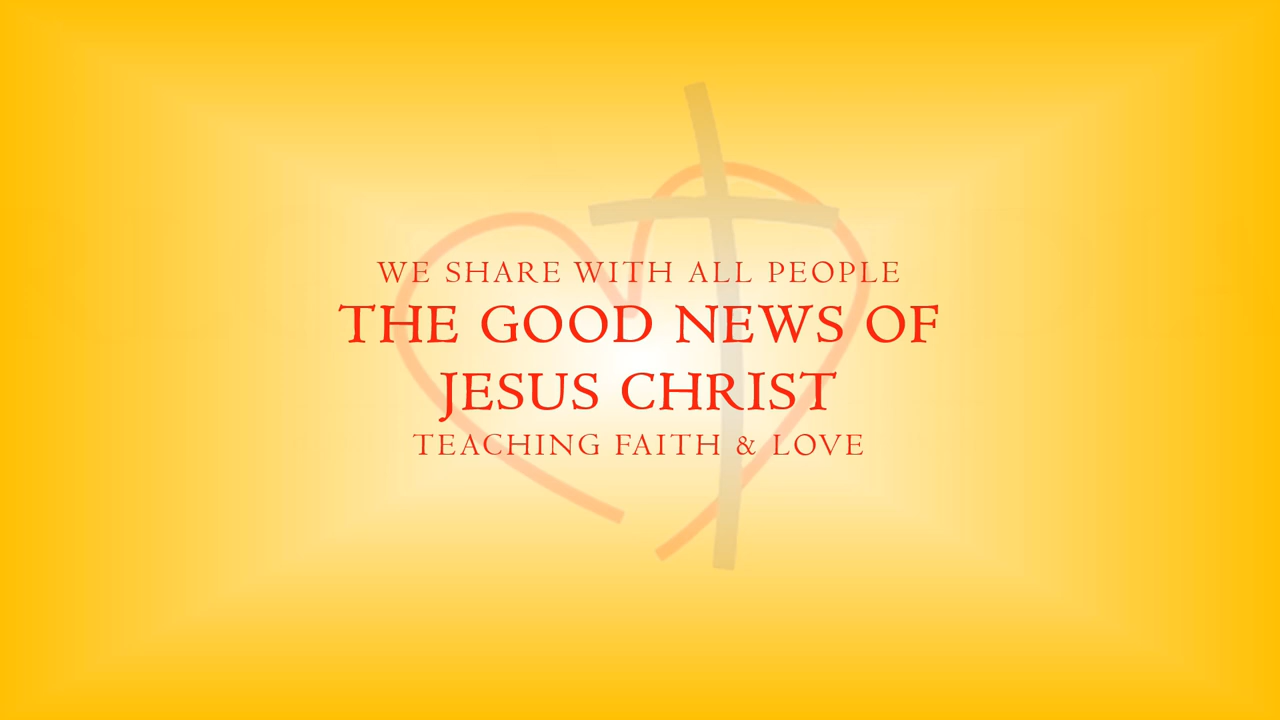 WE SHARE WITH ALL PEOPLE
THE GOOD NEWS OF
JESUS CHRIST
TEACHING FAITH & LOVE